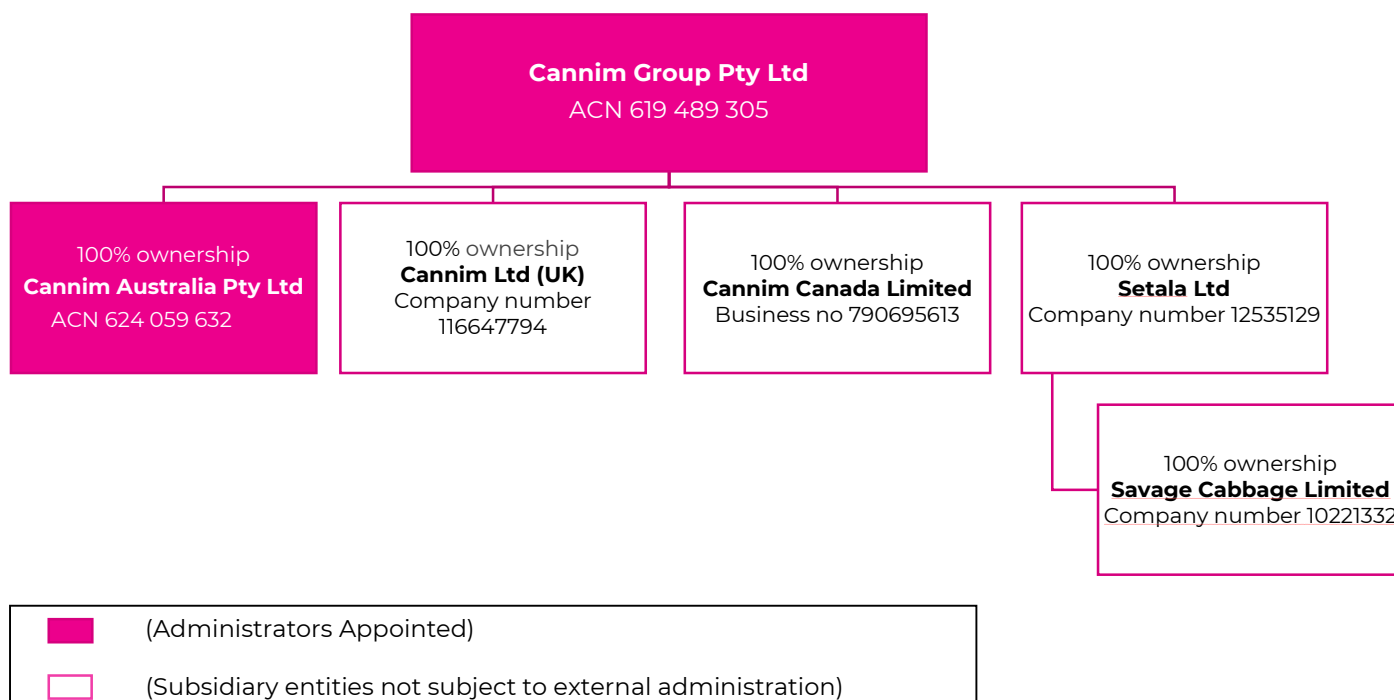 Cannim Group Pty Ltd
ACN 619 489 305
100% ownership
Cannim Australia Pty Ltd
ACN 624 059 632
100% ownership
Cannim Ltd (UK)
Company number
116647794
100% ownership
Cannim Canada Limited
Business no 790695613
100% ownership
Setala Ltd
Company number 12535129
100% ownership
Savage Cabbage Limited
Company number 10221332
(Administrators Appointed)
(Subsidiary entities not subject to external administration)